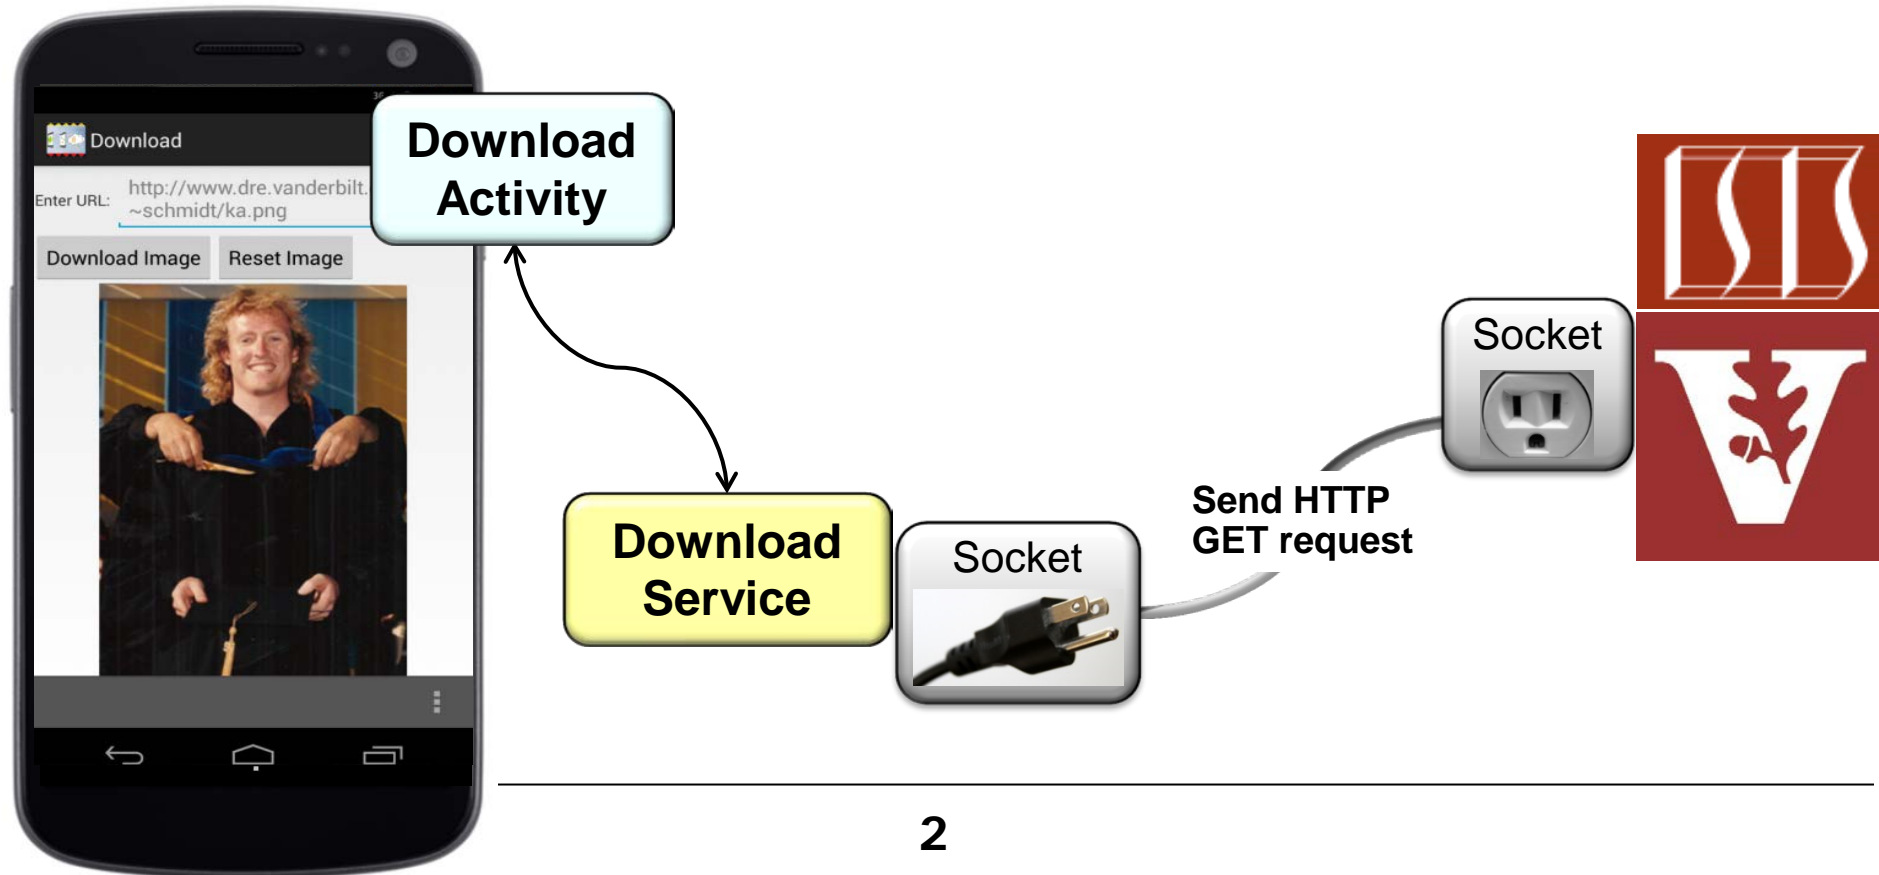 Download
Enter URL:
http://www.dre.vanderbilt.
~schmidt/ka.png
Download Image
Reset Image
Download
Activity
Download
Service
Socket
Send HTTP
GET request
Socket
ISIS
V
2